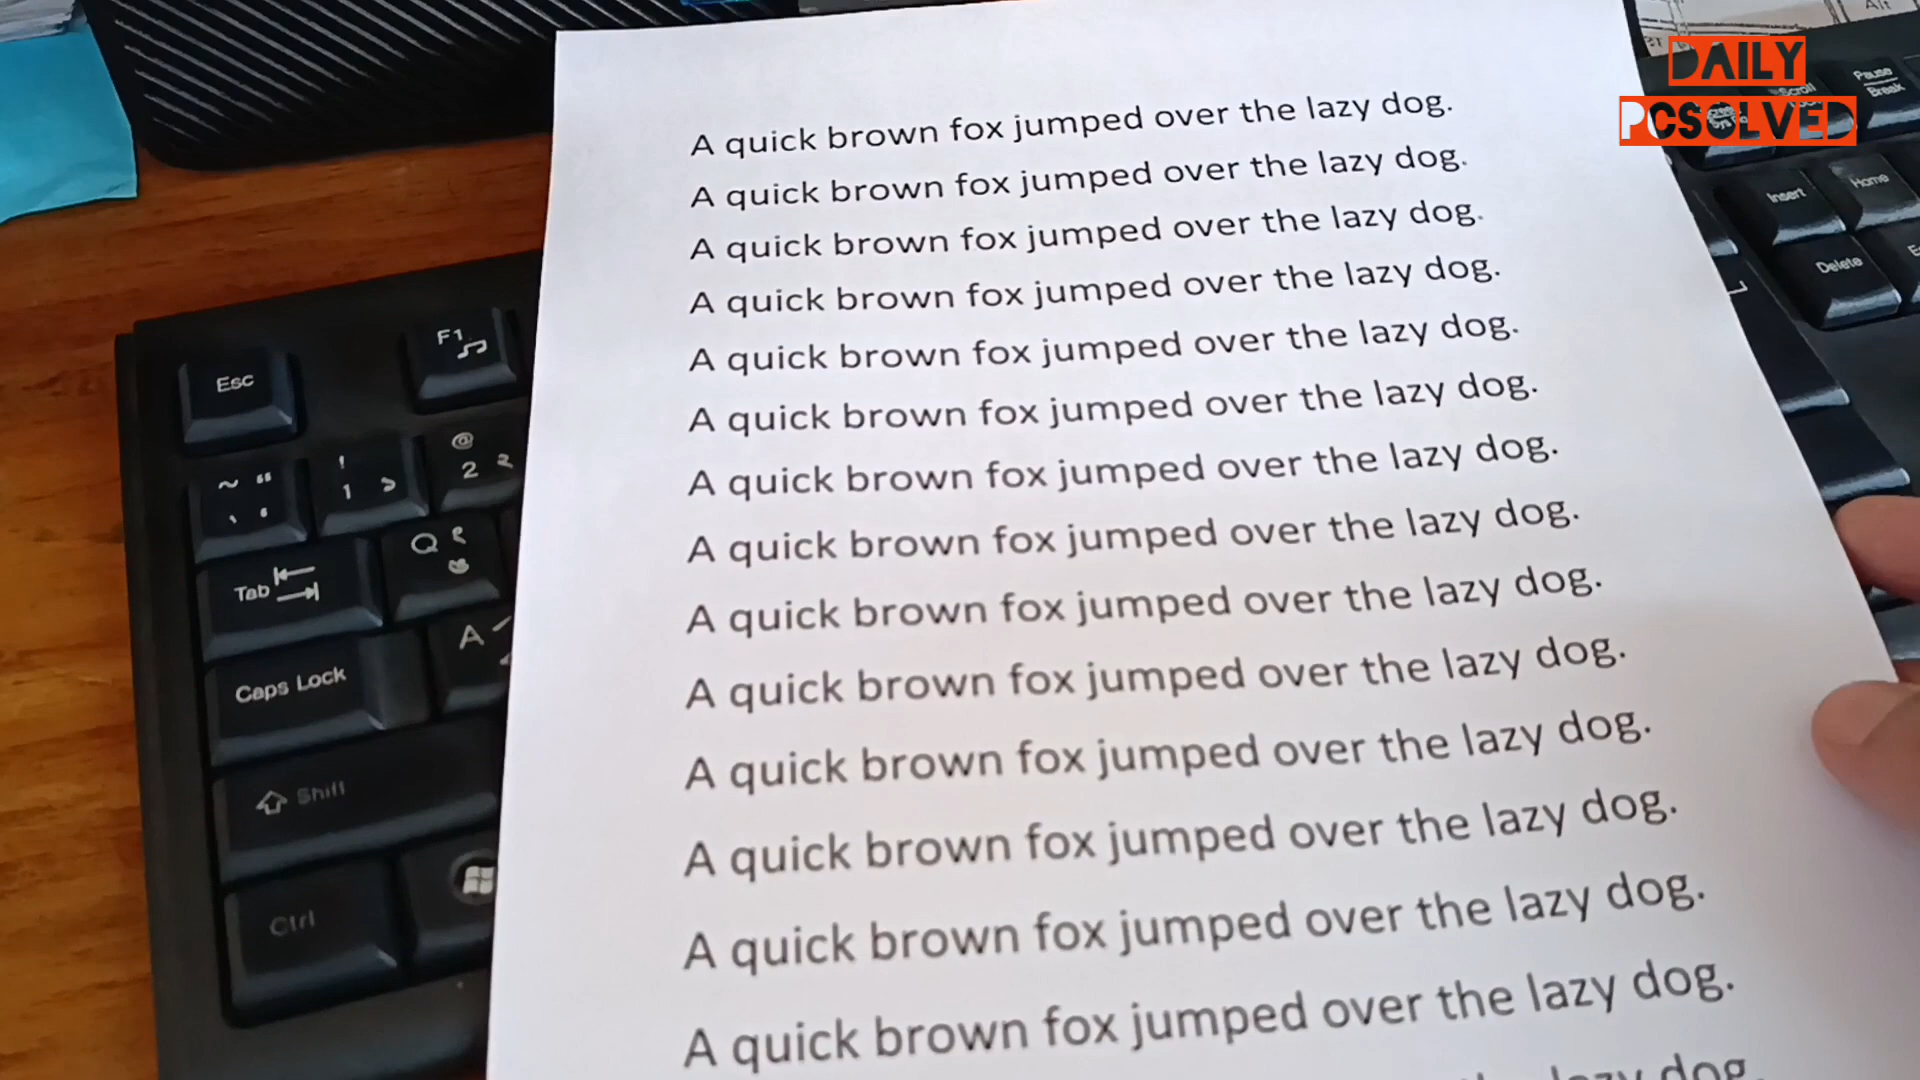 DAILY
PCSOLVED
A quick brown fox jumped over the lazy dog.
A quick brown fox jumped over the lazy dog.
A quick brown fox jumped over the lazy dog.
A quick brown fox jumped over the lazy dog.
A quick brown fox jumped over the lazy dog.
A quick brown fox jumped over the lazy dog.
A quick brown fox jumped over the lazy dog.
A quick brown fox jumped over the lazy dog.
A quick brown fox jumped over the lazy dog.
A quick brown fox jumped over the lazy dog.
A quick brown fox jumped over the lazy dog.
A quick brown fox jumped over the lazy dog.
A quick brown fox jumped over the lazy dog.
A quick brown fox jumped over the lazy dog.
lazy dog.
Esc
F1
~
!
1
@
2
Tab
Q
Caps Lock
A
Shift
Ctrl
Alt
Scroll
Pause
Break
Insert
Home
Delete